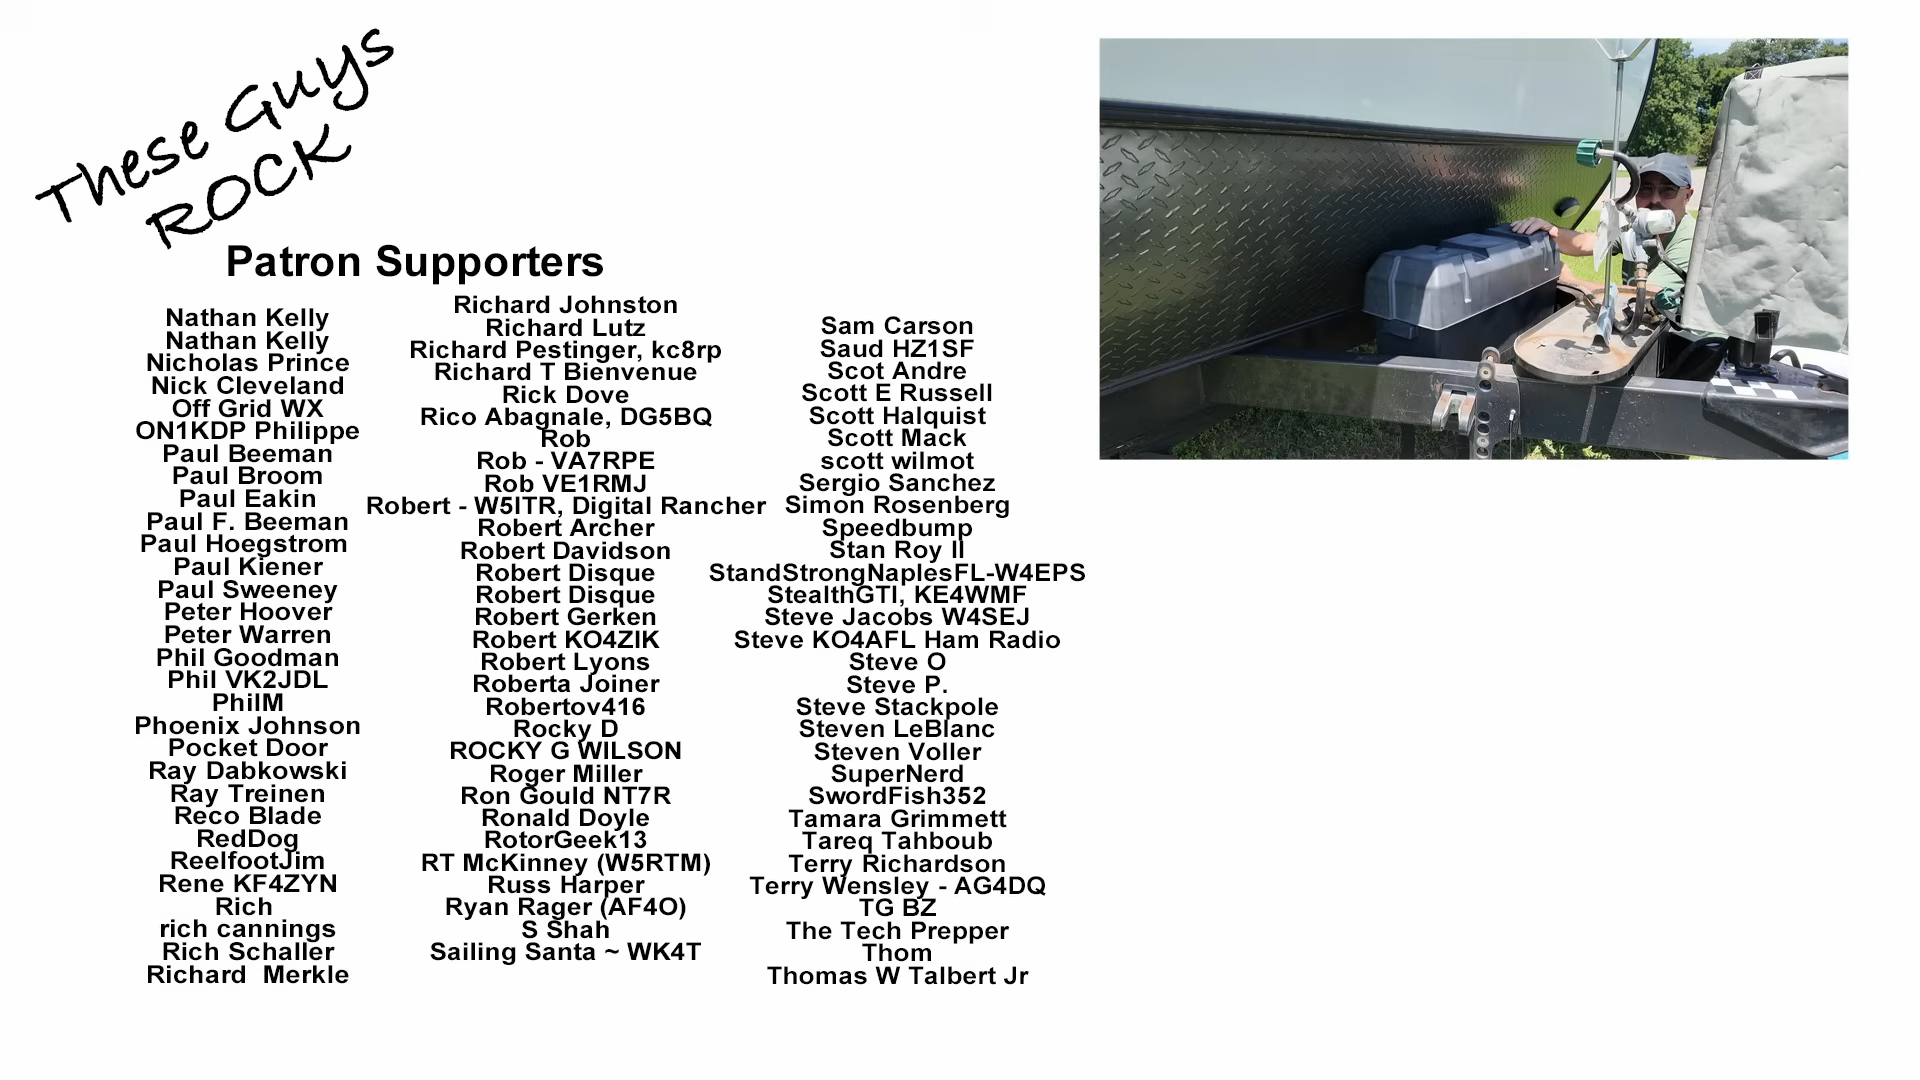 These Guys
ROCK
Patron Supporters
Nathan Kelly
Nathan Kelly
Nicholas Prince
Nick Cleveland
Off Grid WX
ON1KDP Philippe
Paul Beeman
Paul Broom
Paul Eakin
Paul F. Beeman
Paul Hoegstrom
Paul Kiener
Paul Sweeney
Peter Hoover
Peter Warren
Phil Goodman
Phil VK2JDL
PhilM
Phoenix Johnson
Pocket Door
Ray Dabkowski
Ray Treinen
Reco Blade
RedDog
ReelfootJim
Rene KF4ZYN
Rich
rich cannings
Rich Schaller
Richard  Merkle
Richard Johnston
Richard Lutz
Richard Pestinger, kc8rp
Richard T Bienvenue
Rick Dove
Rico Abagnale, DG5BQ
Rob
Rob - VA7RPE
Rob VE1RMJ
Robert - W5ITR, Digital Rancher
Robert Archer
Robert Davidson
Robert Disque
Robert Disque
Robert Gerken
Robert KO4ZIK
Robert Lyons
Roberta Joiner
Robertov416
Rocky D
ROCKY G WILSON
Roger Miller
Ron Gould NT7R
Ronald Doyle
RotorGeek13
RT McKinney (W5RTM)
Russ Harper
Ryan Rager (AF4O)
S Shah
Sailing Santa ~ WK4T
Sam Carson
Saud HZ1SF
Scot Andre
Scott E Russell
Scott Halquist
Scott Mack
scott wilmot
Sergio Sanchez
Simon Rosenberg
Speedbump
Stan Roy II
StandStrongNaplesFL-W4EPS
StealthGTI, KE4WMF
Steve Jacobs W4SEJ
Steve KO4AFL Ham Radio
Steve O
Steve P.
Steve Stackpole
Steven LeBlanc
Steven Voller
SuperNerd
SwordFish352
Tamara Grimmett
Tareq Tahboub
Terry Richardson
Terry Wensley - AG4DQ
TG BZ
The Tech Prepper
Thom
Thomas W Talbert Jr